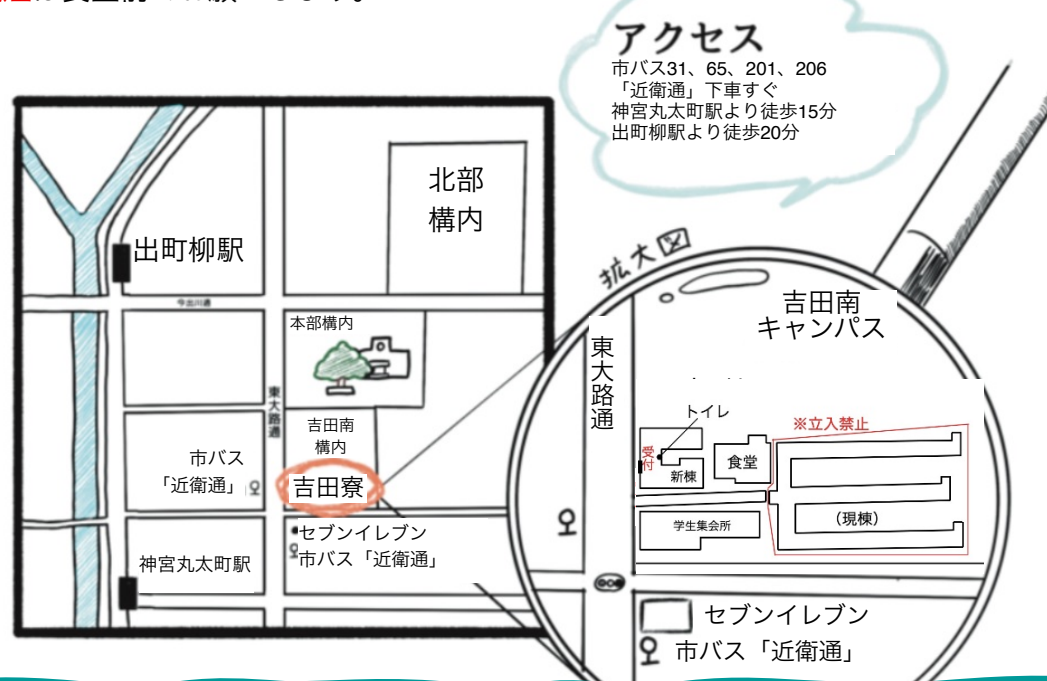 アクセス
市バス31、65、201、206
「近衛通」下車すぐ
神宮丸太町駅より徒歩15分
出町柳駅より徒歩20分
北部
構内
出町柳駅
今出川通
本部構内
東大路通
吉田南
構内
市バス
「近衛通」
吉田寮
セブンイレブン
市バス「近衛通」
神宮丸太町駅
拡大図
吉田南
キャンパス
東大路通
トイレ
※立入禁止
受付
新棟
食堂
(現棟)
学生集会所
セブンイレブン
市バス「近衛通」